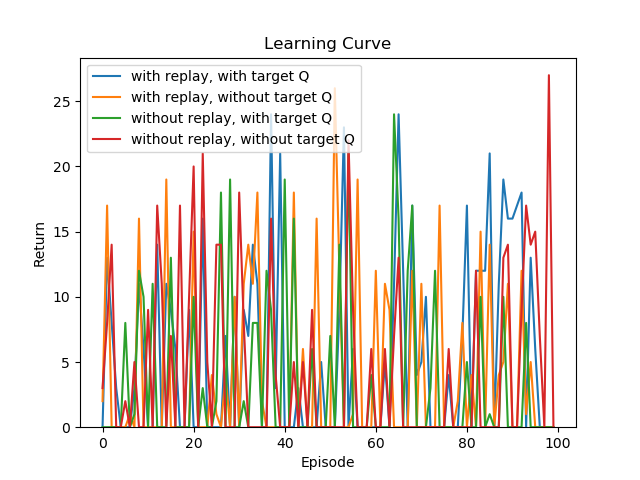 Learning Curve
with replay, with target Q
with replay, without target Q
without replay, with target Q
without replay, without target Q
Return
25
20
15
10
5
0
0
20
40
60
80
100
Episode